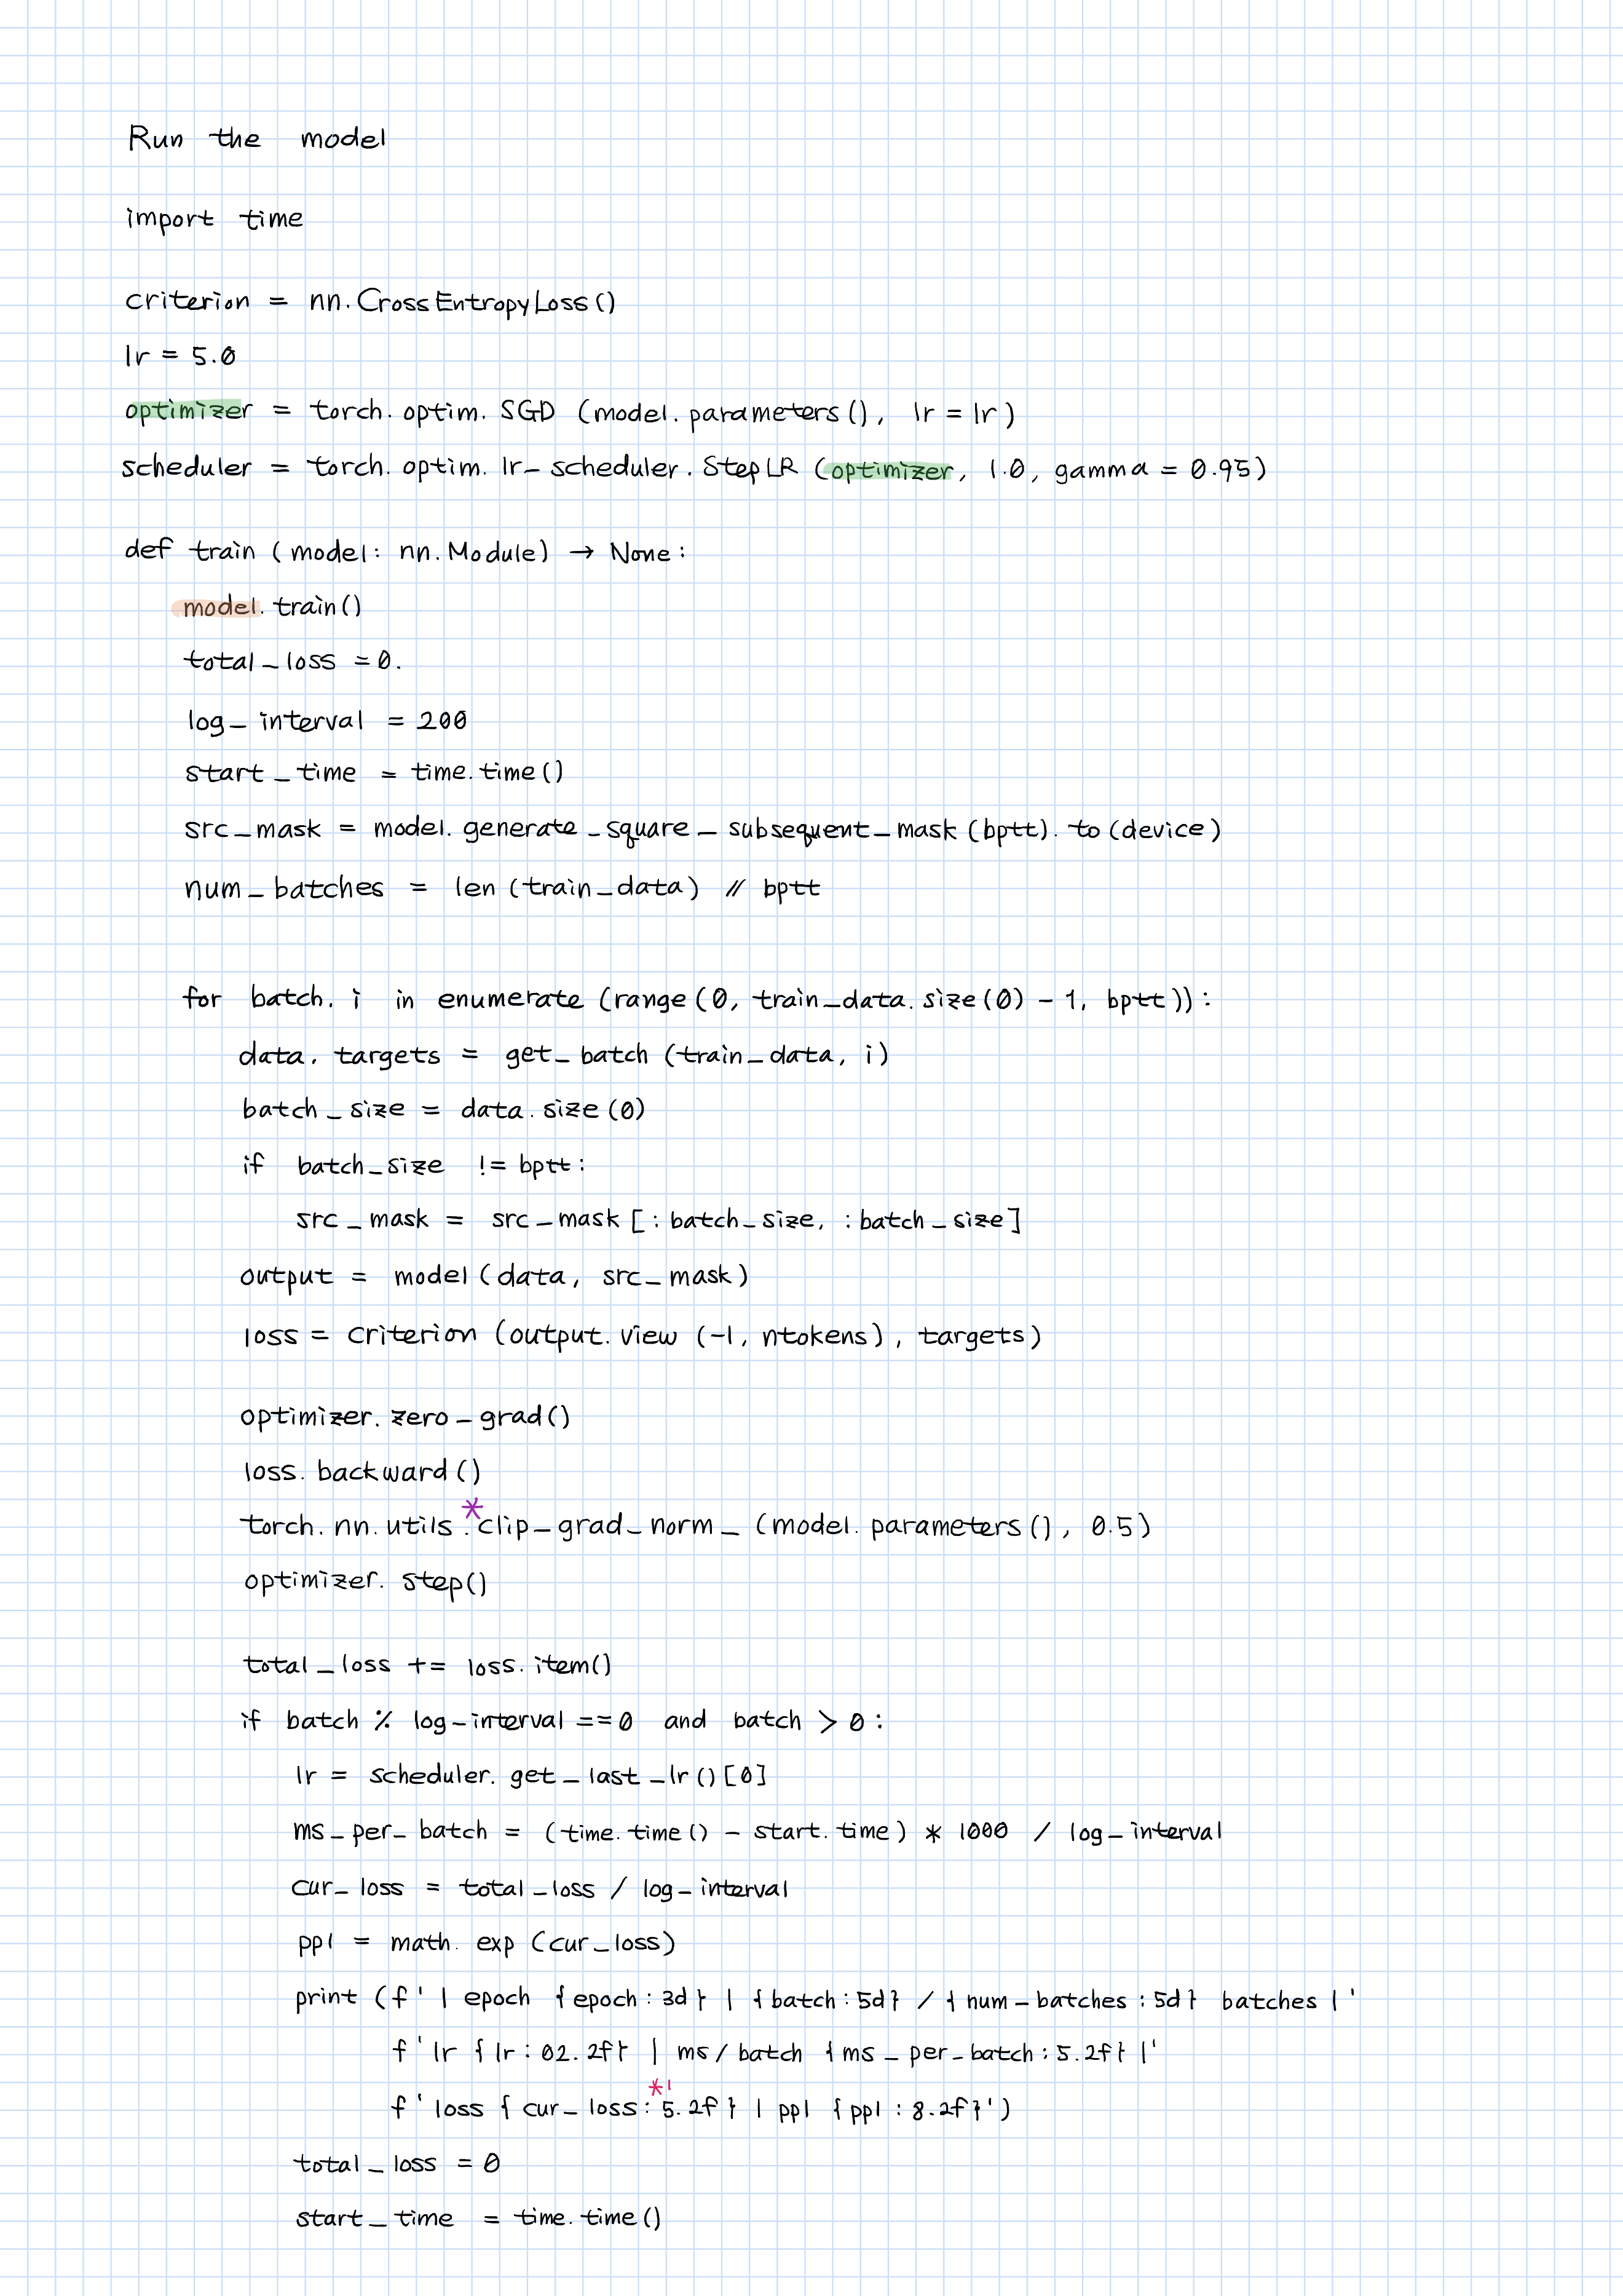 Run the model
import time
criterion = nn.CrossEntropyLoss()
lr = 5.0
optimizer = torch.optim.SGD (model.parameters(), lr = lr)
scheduler = torch.optim.lr_scheduler.StepLR (optimizer, 1.0, gamma = 0.95)
def train (model: nn.Module) → None:
    model.train()
    total_loss = 0.
    log_interval = 200
    start_time = time.time()
    src_mask = model.generate_square_subsequent_mask (bptt).to (device)
    num_batches = len (train_data) // bptt
    for batch. i in enumerate (range (0, train_data.size (0) - 1, bptt)):
        data. targets = get_batch (train_data, i)
        batch_size = data.size (0)
        if batch_size != bptt:
            src_mask = src_mask [:batch_size, :batch_size]
        output = model (data, src_mask)
        loss = criterion (output.view (-1, ntokens), targets)
        optimizer.zero_grad()
        loss.backward()
        *
        torch.nn.utils.clip_grad_norm_ (model.parameters(), 0.5)
        optimizer.step()
        total_loss += loss.item()
        if batch % log_interval == 0 and batch > 0:
            lr = scheduler.get_last_lr()[0]
            ms_per_batch = (time.time() - start.time) * 1000 / log_interval
            cur_loss = total_loss / log_interval
            ppl = math.exp (cur_loss)
            print (f' | epoch {epoch:3d} | {batch:5d} / {num_batches:5d} batches |'
                f'lr {lr:02.2f} | ms/batch {ms_per_batch:5.2f} |'
                *1
                f'loss {cur_loss:5.2f} | ppl {ppl:8.2f}')
            total_loss = 0
            start_time = time.time()